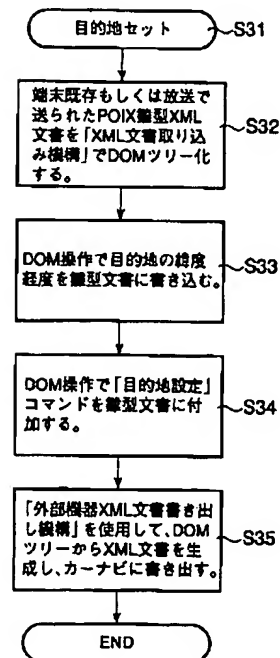 目的地セット
S31
端末既存もしくは放送で
送られたPOIX雛型XML
文書を「XML文書取り込
み機構」でDOMツリー化
する。
S32
DOM操作で目的地の緯度
経度を雛型文書に書き込む。
S33
DOM操作で「目的地設定」
コマンドを雛型文書に付
加する。
S34
「外部機器XML文書書き出
し機構」を使用して、DOM
ツリーからXML文書を生
成し、カーナビに書き出す。
S35
END